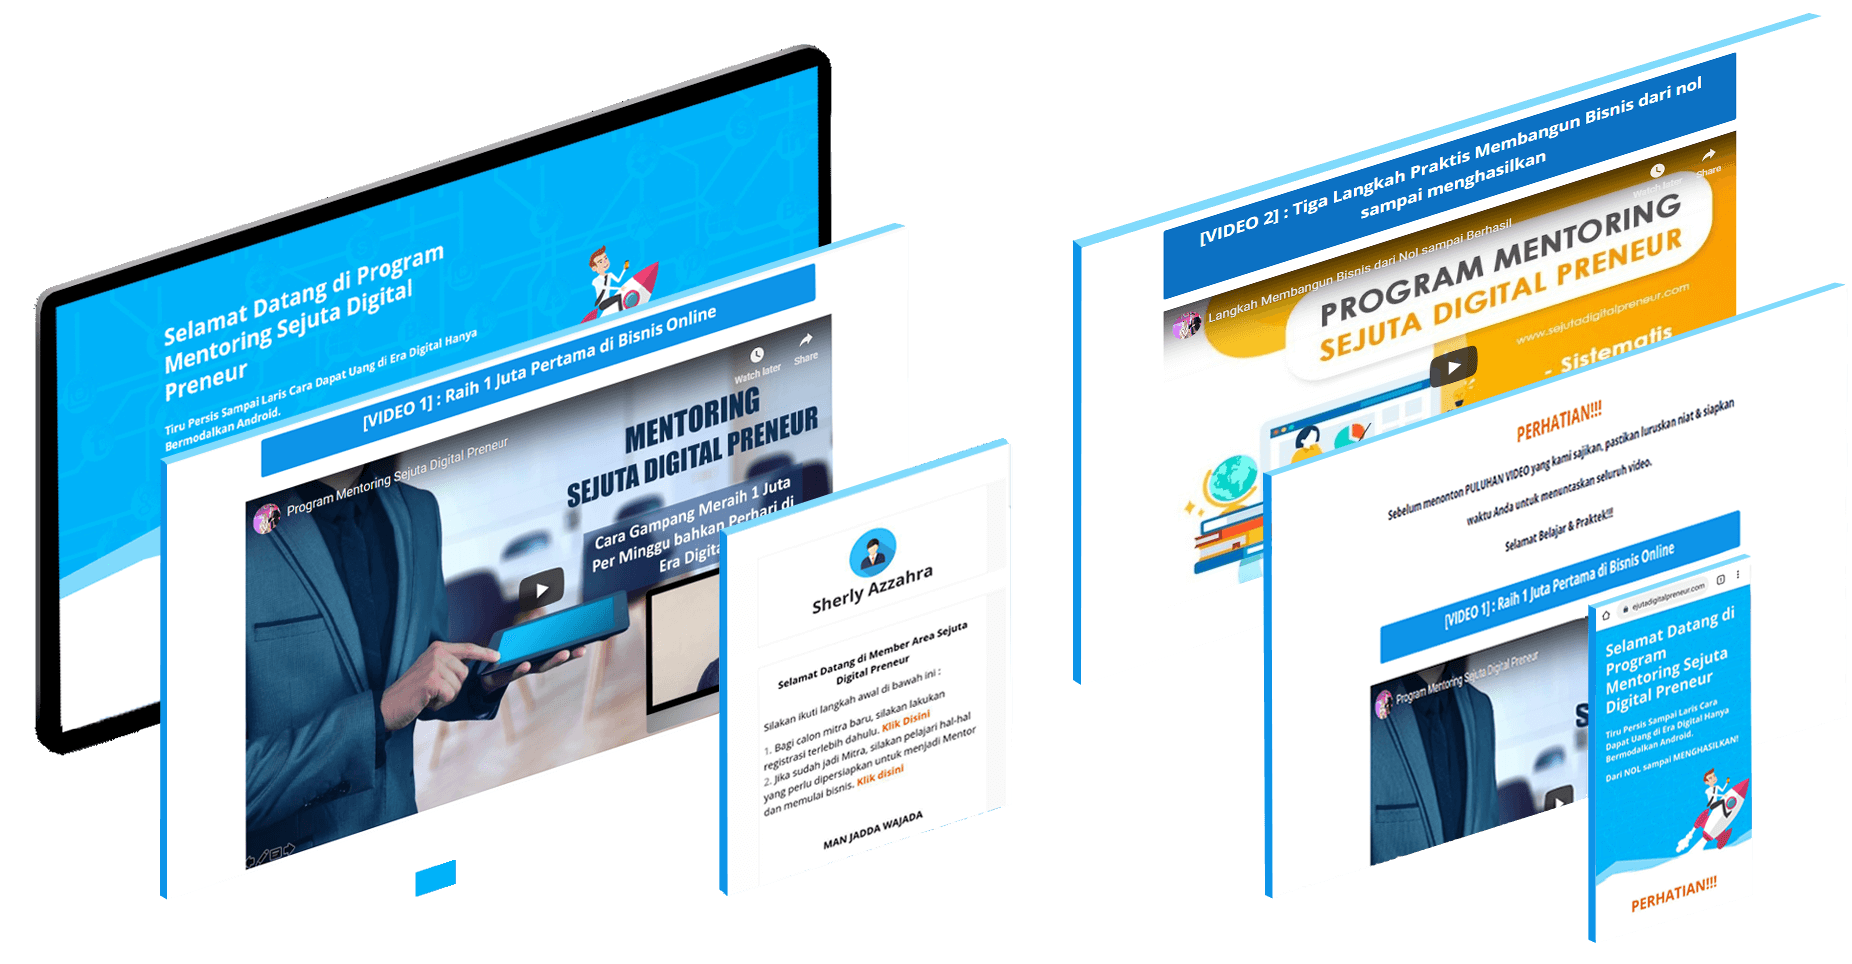 Selamat Datang di Program
Mentoring Sejuta Digital
Preneur
Tiru Persis Sampai Laris Cara Dapat Uang di Era Digital Hanya
Bermodalkan Android.
[VIDEO 1] : Raih 1 Juta Pertama di Bisnis Online
Program Mentoring Sejuta Digital Preneur
Watch later
Share
MENTORING
SEJUTA DIGITAL PRENEUR
Cara Gampang Meraih 1 Juta
Per Minggu bahkan Perhari di
Era Digita
Sherly Azzahra
Selamat Datang di Member Area Sejuta
Digital Preneur
Silakan ikuti langkah awal di bawah ini :
1. Bagi calon mitra baru, silakan lakukan
registrasi terlebih dahulu. Klik Disini
2. Jika sudah jadi Mitra, silakan pelajari hal-hal
yang perlu dipersiapkan untuk menjadi Mentor
dan memulai bisnis. Klik disini
MAN JADDA WAJADA
[VIDEO 2] : Tiga Langkah Praktis Membangun Bisnis dari nol
sampai menghasilkan
Langkah Membangun Bisnis dari Nol sampai Berhasil
Watch later
Share
PROGRAM MENTORING
SEJUTA DIGITAL PRENEUR
www.sejutadigitalpreneur.com
- Sistematis
PERHATIAN!!!
Sebelum menonton PULUHAN VIDEO yang kami sajikan, pastikan luruskan niat & siapkan
waktu Anda untuk menuntaskan seluruh video.
Selamat Belajar & Praktek!!!
[VIDEO 1] : Raih 1 Juta Pertama di Bisnis Online
Program Mentoring Sejuta Digital Preneur
S
ejutadigitalpreneur.com
Selamat Datang di
Program
Mentoring Sejuta
Digital Preneur
Tiru Persis Sampai Laris Cara
Dapat Uang di Era Digital Hanya
Bermodalkan Android.
Dari NOL sampai MENGHASILKAN!
PERHATIAN!!!